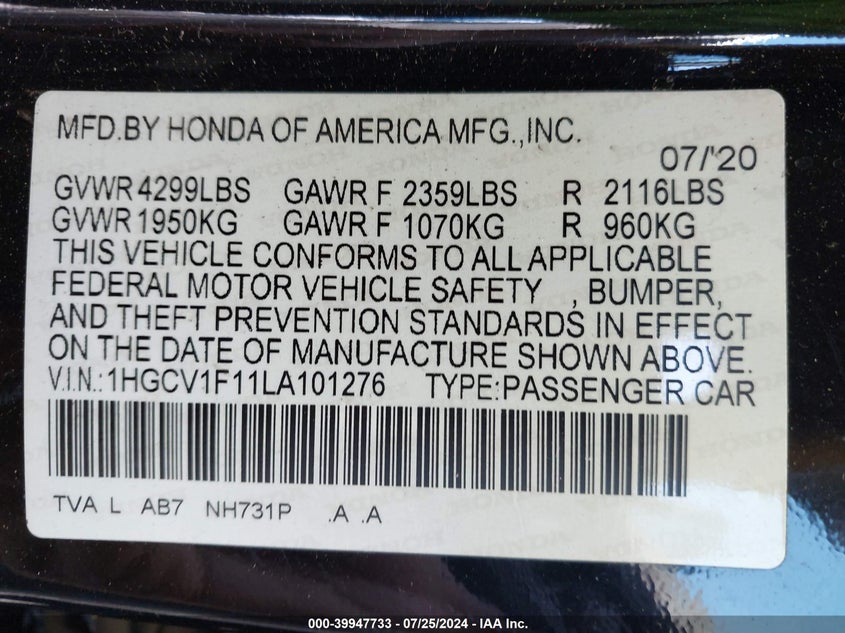 MFD.BY HONDA OF AMERICA MFG.,INC.
07/'20
GVWR 4299LBS GAWR F 2359LBS R 2116LBS
GVWR 1950KG GAWR F 1070KG R 960KG
THIS VEHICLE CONFORMS TO ALL APPLICABLE
FEDERAL MOTOR VEHICLE SAFETY , BUMPER,
AND THEFT PREVENTION STANDARDS IN EFFECT
ON THE DATE OF MANUFACTURE SHOWN ABOVE.
V.I.N.:1HGCV1F11LA101276 TYPE:PASSENGER CAR
TVA L AB7 NH731P .A .A
000-39947733 - 07/25/2024 - IAA Inc.